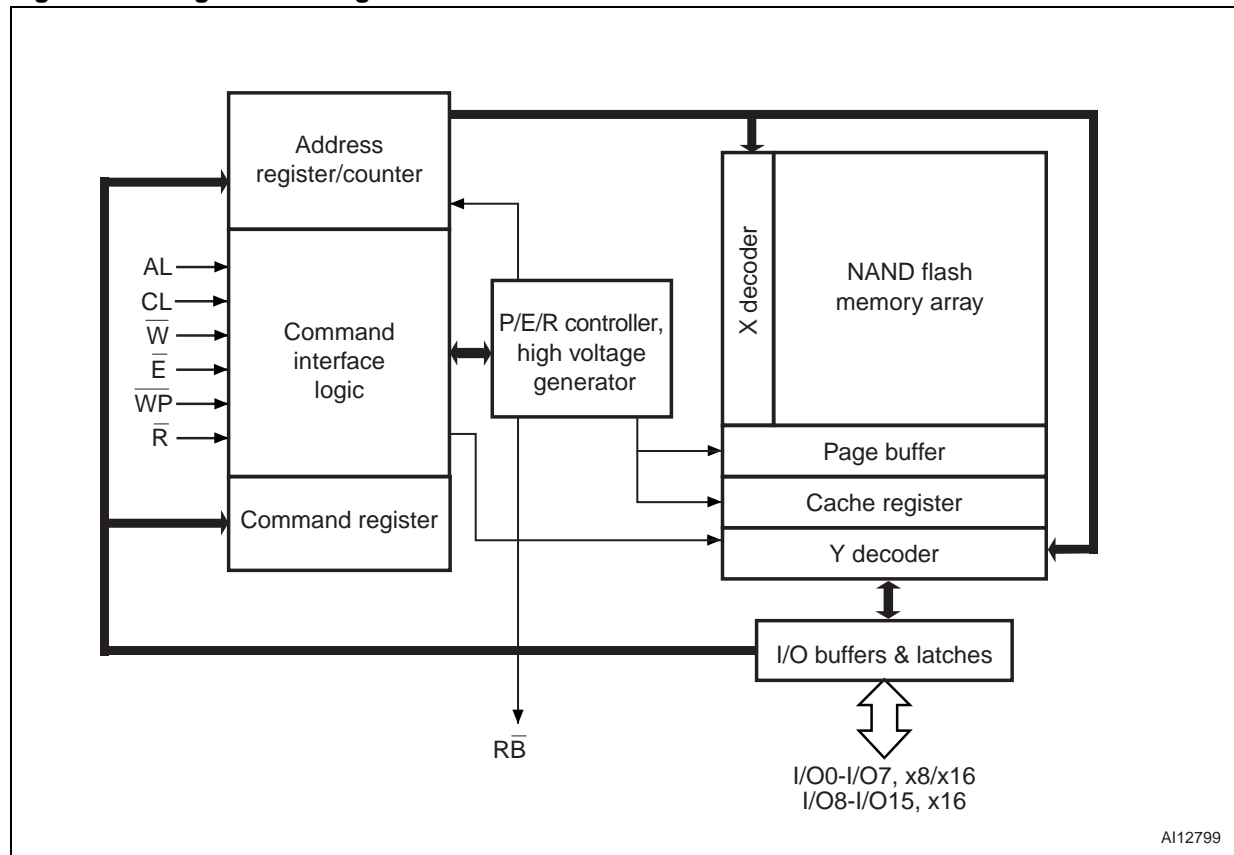 Address
register/counter
AL
CL
W̅
E̅
W̅P̅
R̅
Command
interface
logic
Command register
P/E/R controller,
high voltage
generator
X decoder
NAND flash
memory array
Page buffer
Cache register
Y decoder
I/O buffers & latches
RB̅
I/O0-I/O7, x8/x16
I/O8-I/O15, x16
AI12799